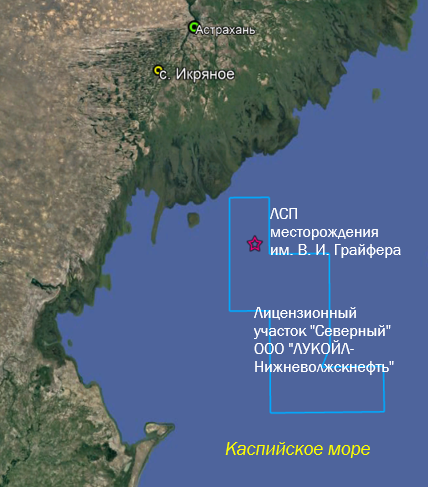 Астрахань
с. Икряное
ЛСП
месторождения
им. В. И. Грайфера
Лицензионный
участок "Северный"
ООО "ЛУКОЙЛ-
Нижневолжскнефть"
Каспийское море